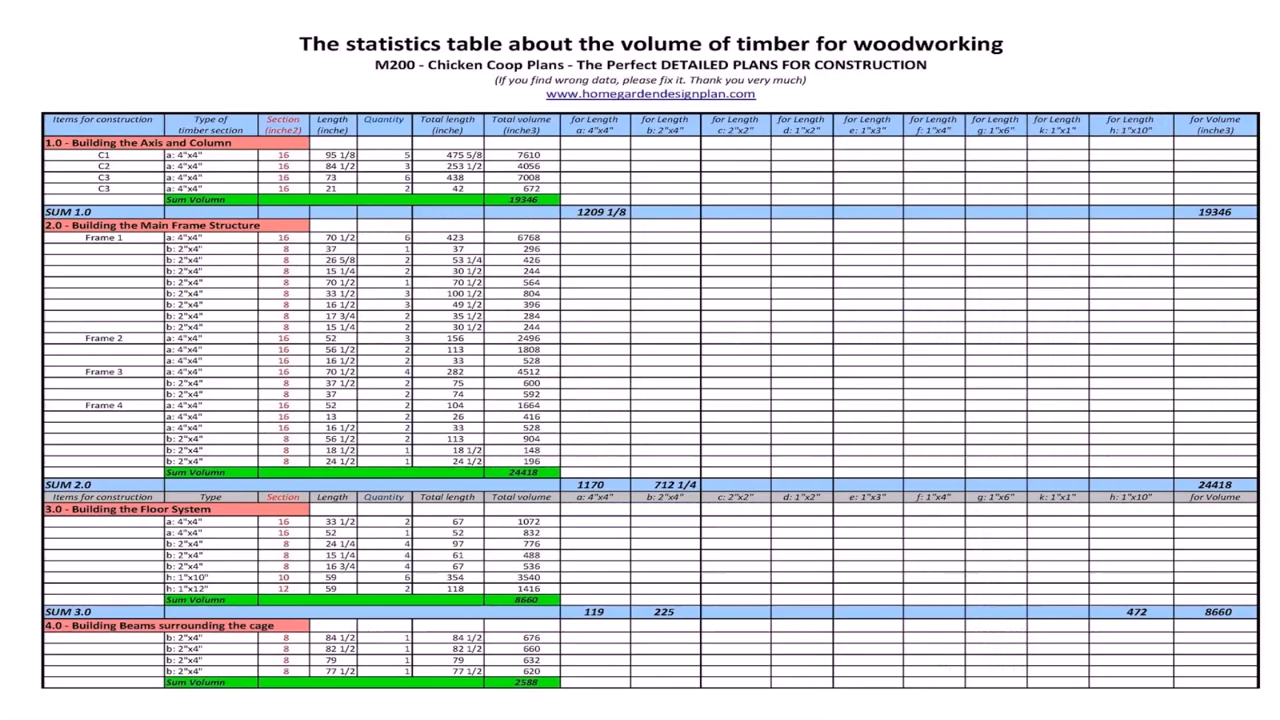 The statistics table about the volume of timber for woodworking
M200 - Chicken Coop Plans - The Perfect DETAILED PLANS FOR CONSTRUCTION
(If you find wrong data, please fix it. Thank you very much)
www.homegardendesignplan.com
Items for construction Type of timber section Section (inche2) Length (inche) Quantity Total length (inche) Total volume (inche3) for Length a: 4"x4" for Length b: 2"x4" for Length c: 2"x2" for Length d: 1"x2" for Length e: 1"x3" for Length f: 1"x4" for Length g: 1"x6" for Length k: 1"x1" for Length h: 1"x10" for Volume (inche3)
1.0 - Building the Axis and Column
C1 a: 4"x4" 16 95 1/8 5 475 5/8 7610
C2 a: 4"x4" 16 84 1/2 3 253 1/2 4056
C3 a: 4"x4" 16 73 6 438 7008
C3 a: 4"x4" 16 21 2 42 672
Sum Volumn 19346
SUM 1.0 1209 1/8 19346
2.0 - Building the Main Frame Structure
Frame 1 a: 4"x4" 16 70 1/2 6 423 6768
b: 2"x4" 8 37 1 37 296
b: 2"x4" 8 26 5/8 2 53 1/4 426
b: 2"x4" 8 15 1/4 2 30 1/2 244
b: 2"x4" 8 70 1/2 1 70 1/2 564
b: 2"x4" 8 33 1/2 3 100 1/2 804
b: 2"x4" 8 16 1/2 3 49 1/2 396
b: 2"x4" 8 17 3/4 2 35 1/2 284
b: 2"x4" 8 15 1/4 2 30 1/2 244
Frame 2 a: 4"x4" 16 52 3 156 2496
a: 4"x4" 16 56 1/2 2 113 1808
a: 4"x4" 16 16 1/2 2 33 528
Frame 3 a: 4"x4" 16 70 1/2 4 282 4512
b: 2"x4" 8 37 1/2 2 75 600
b: 2"x4" 8 37 2 74 592
Frame 4 a: 4"x4" 16 52 2 104 1664
a: 4"x4" 16 13 2 26 416
a: 4"x4" 16 16 1/2 2 33 528
b: 2"x4" 8 56 1/2 2 113 904
b: 2"x4" 8 18 1/2 1 18 1/2 148
b: 2"x4" 8 24 1/2 1 24 1/2 196
Sum Volumn 24418
SUM 2.0 1170 712 1/4 24418
Items for construction Type Section Length Quantity Total length Total volume a: 4"x4" b: 2"x4" c: 2"x2" d: 1"x2" e: 1"x3" f: 1"x4" g: 1"x6" k: 1"x1" h: 1"x10" for Volume
3.0 - Building the Floor System
a: 4"x4" 16 33 1/2 2 67 1072
a: 4"x4" 16 52 1 52 832
b: 2"x4" 8 24 1/4 4 97 776
b: 2"x4" 8 15 1/4 4 61 488
b: 2"x4" 8 16 3/4 4 67 536
h: 1"x10" 10 59 6 354 3540
h: 1"x12" 12 59 2 118 1416
Sum Volumn 8660
SUM 3.0 119 225 472 8660
4.0 - Building Beams surrounding the cage
b: 2"x4" 8 84 1/2 1 84 1/2 676
b: 2"x4" 8 82 1/2 1 82 1/2 660
b: 2"x4" 8 79 1 79 632
b: 2"x4" 8 77 1/2 1 77 1/2 620
Sum Volumn 2588